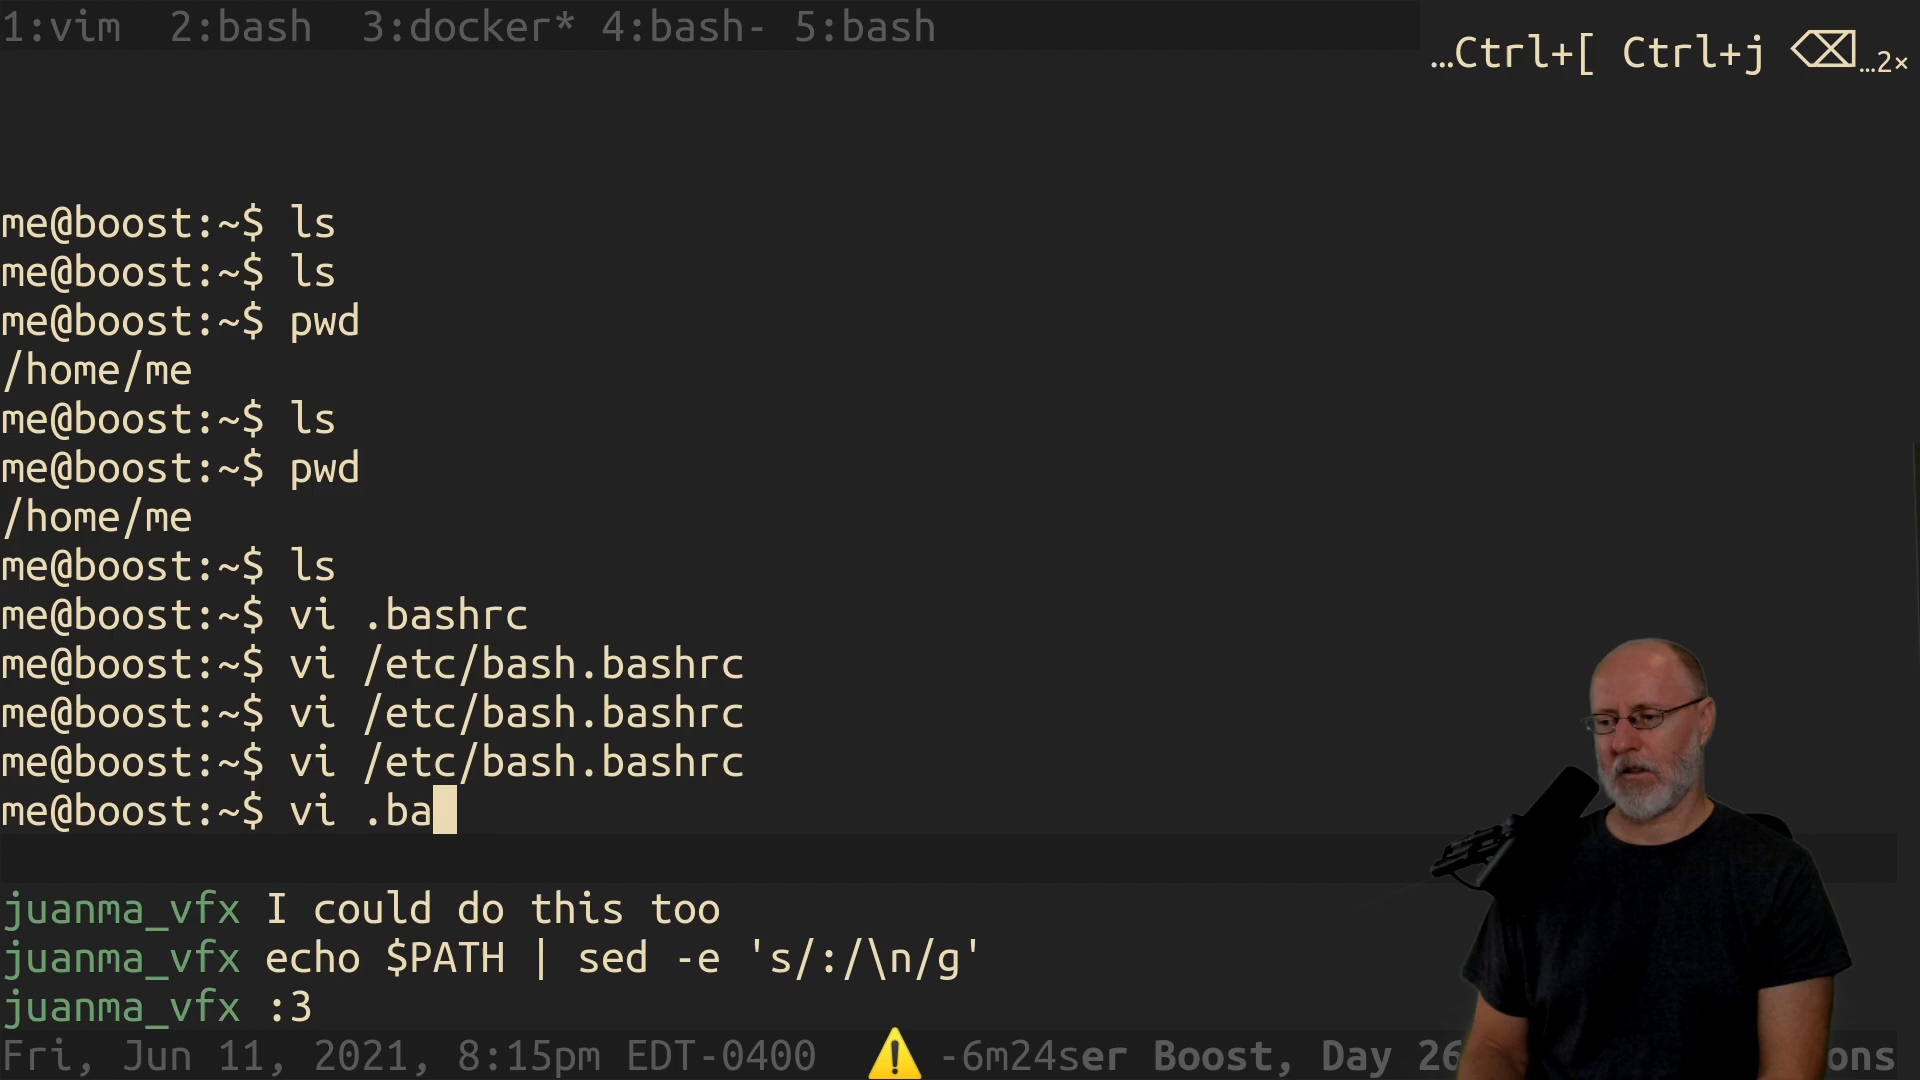 1:vim  2:bash  3:docker* 4:bash- 5:bash
…Ctrl+[ Ctrl+j ⌫…2×
me@boost:~$ ls
me@boost:~$ ls
me@boost:~$ pwd
/home/me
me@boost:~$ ls
me@boost:~$ pwd
/home/me
me@boost:~$ ls
me@boost:~$ vi .bashrc
me@boost:~$ vi /etc/bash.bashrc
me@boost:~$ vi /etc/bash.bashrc
me@boost:~$ vi /etc/bash.bashrc
me@boost:~$ vi .ba
juanma_vfx I could do this too
juanma_vfx echo $PATH | sed -e 's/:/\n/g'
juanma_vfx :3
Fri, Jun 11, 2021, 8:15pm EDT-0400 ⚠️ -6m24ser Boost, Day 26 ons